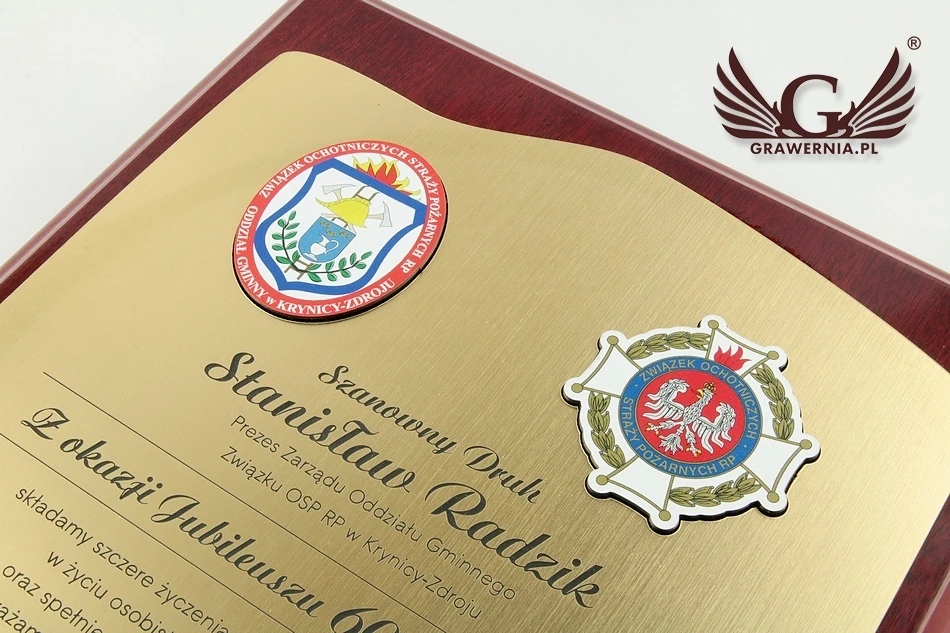 ®
G
GRAWERNIA.PL
ZWIĄZEK OCHOTNICZYCH STRAŻY POŻARNYCH RP
ODDZIAŁ GMINNY w KRYNICY-ZDROJU
ZWIĄZEK OCHOTNICZYCH
STRAŻY POŻARNYCH RP
Szanowny Druh
Stanisław Radzik
Prezes Zarządu Oddziału Gminnego
Związku OSP RP w Krynicy-Zdroju
Z okazji Jubileuszu 60
składamy szczere życzenia
w życiu osobis
oraz spełnie